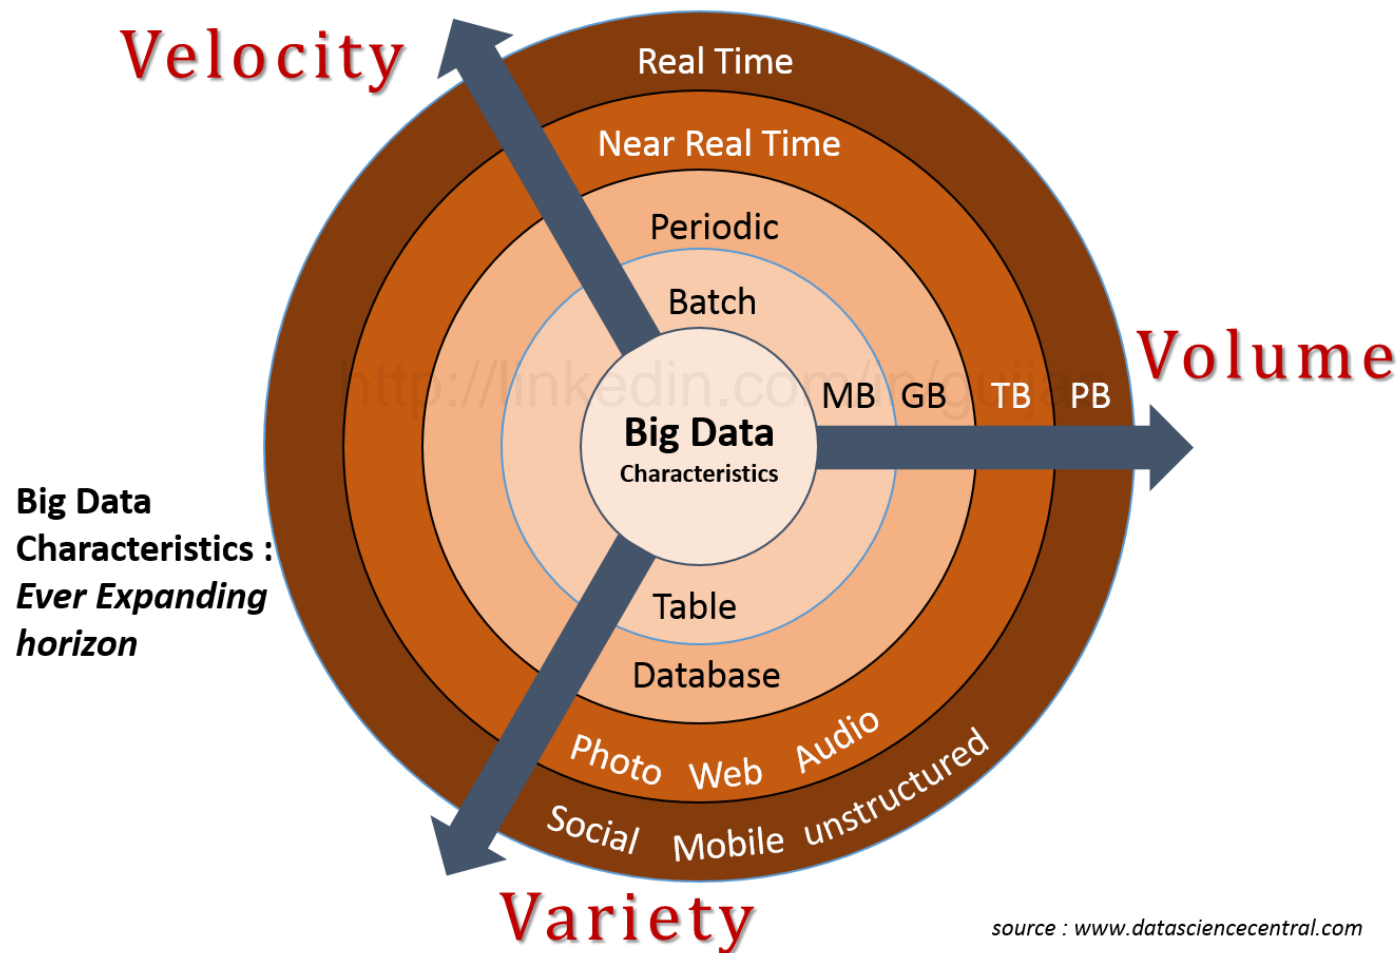 Velocity
Real Time
Near Real Time
Periodic
Batch
Volume
MB GB TB PB
Big Data
Characteristics
Big Data
Characteristics :
Ever Expanding
horizon
Table
Database
Photo Web Audio
Social Mobile unstructured
Variety
source : www.datasciencecentral.com